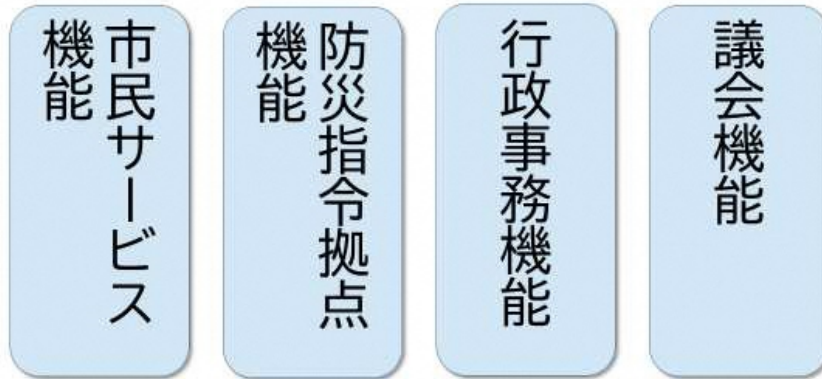 市民サービス
機能
防災指令拠点
機能
行政事務機能
議会機能